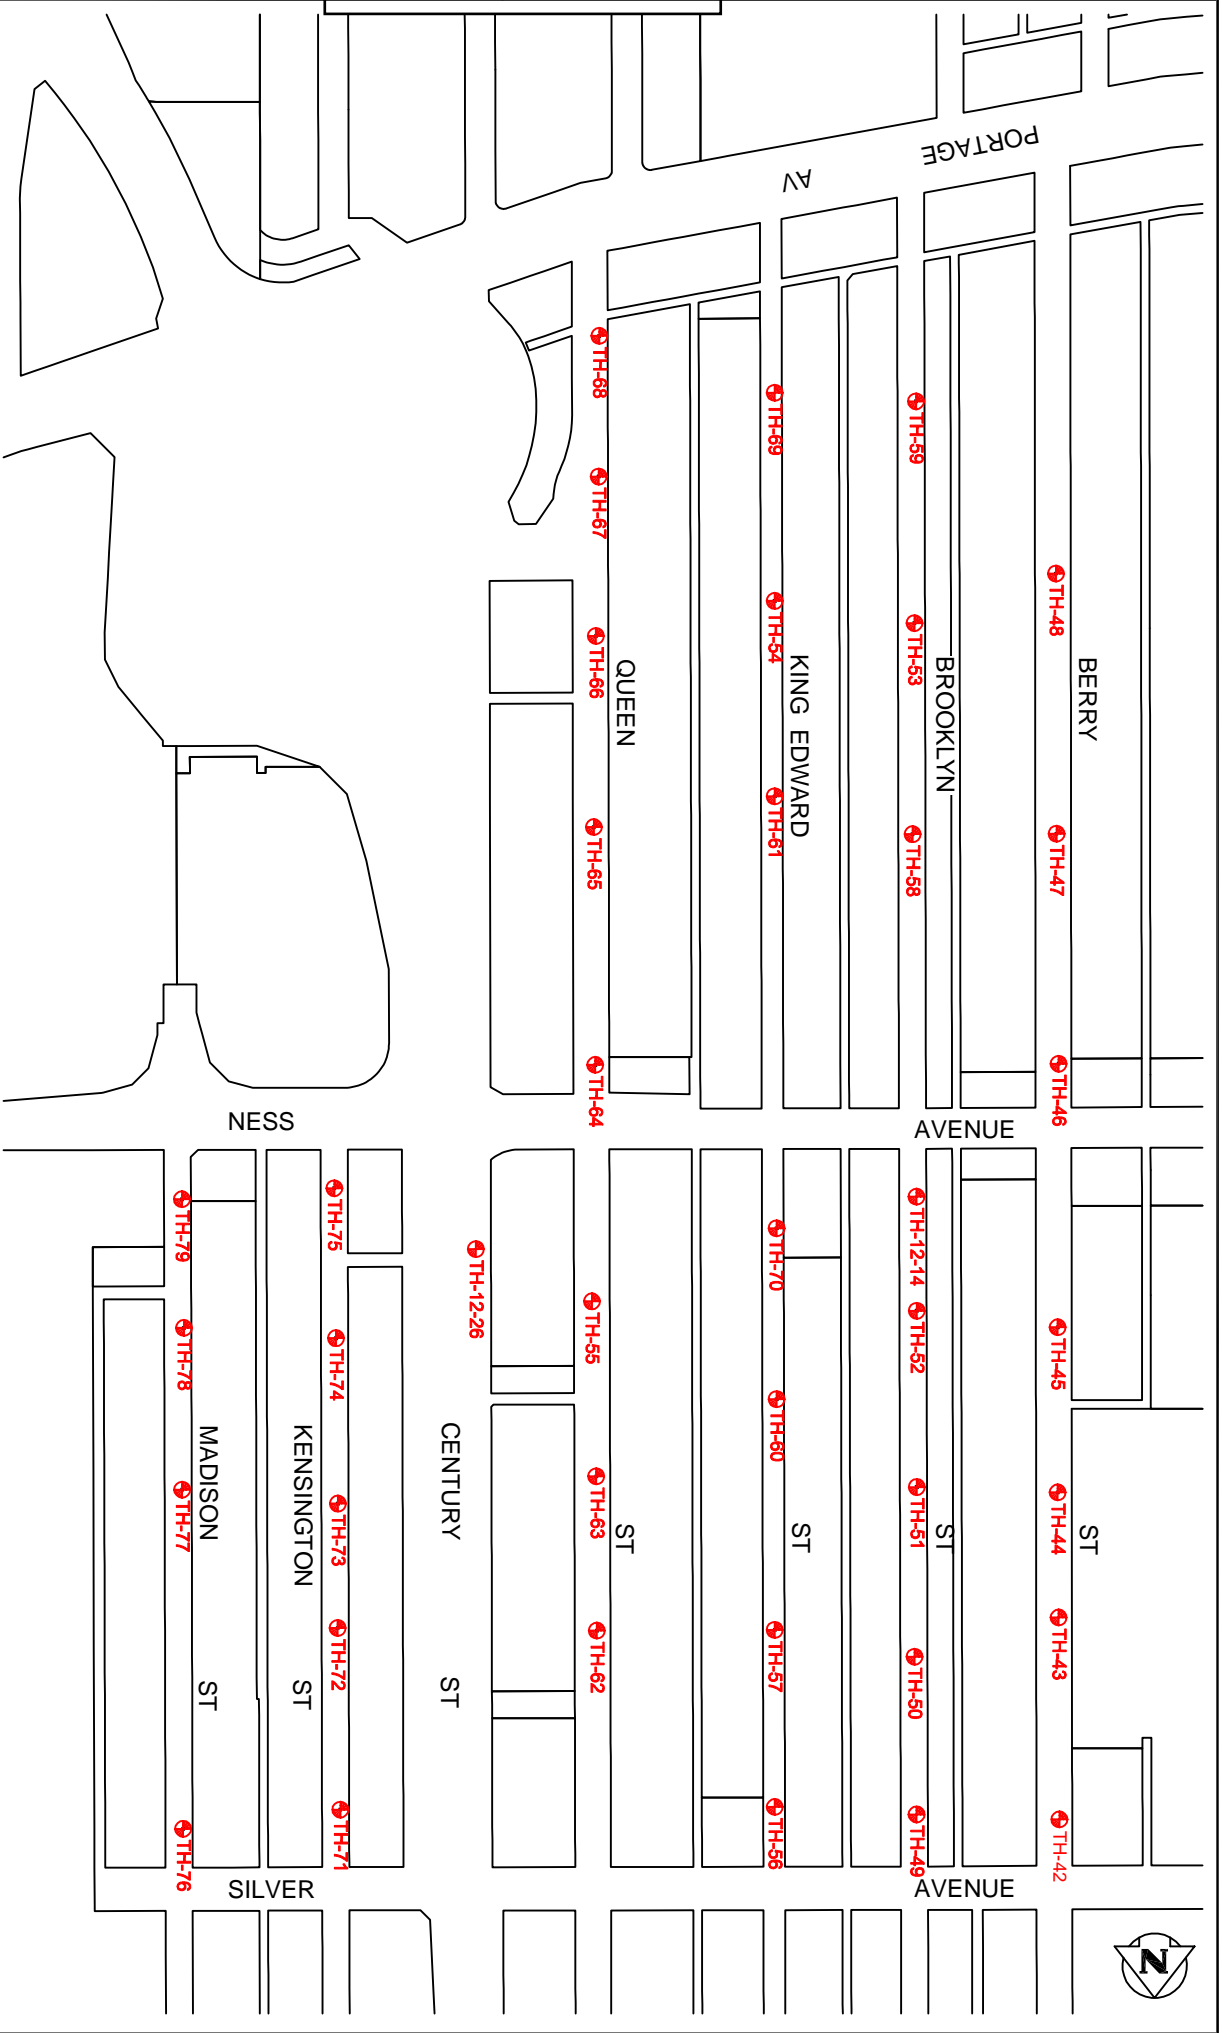 PORTAGE
AV
TH-68
TH-69
TH-59
TH-67
TH-48
TH-54
TH-53
TH-66
QUEEN
KING EDWARD
BROOKLYN
BERRY
TH-61
TH-65
TH-58
TH-47
TH-64
TH-46
NESS
AVENUE
TH-79
TH-75
TH-12-26
TH-70
TH-12-14
TH-55
TH-52
TH-45
TH-78
TH-74
TH-60
MADISON
KENSINGTON
CENTURY
TH-77
TH-73
TH-63
ST
ST
TH-51
ST
TH-44
ST
TH-72
TH-62
TH-57
TH-50
TH-43
ST
ST
ST
TH-76
TH-71
TH-56
TH-49
TH-42
SILVER
AVENUE
N